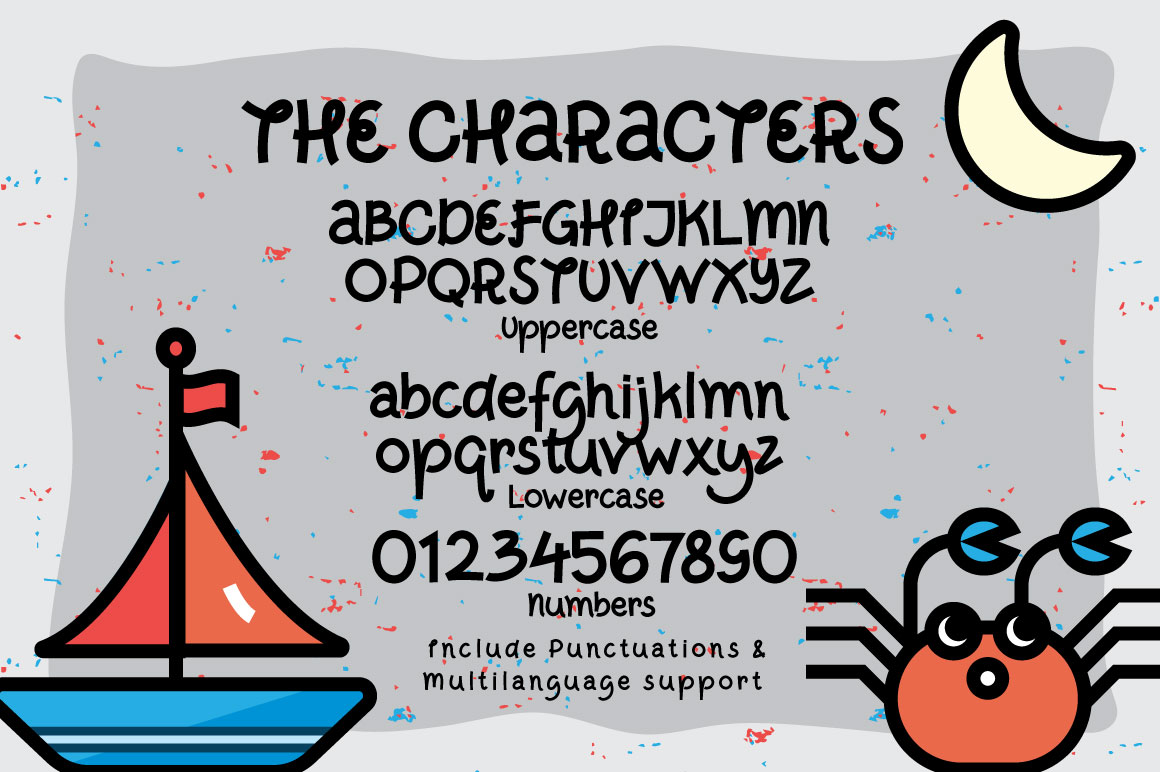 THE CHARACTERS
ABCDEFGHIJKLMN
OPQRSTUVWXYZ
Uppercase
abcdefghijklmn
opqrstuvwxyz
Lowercase
01234567890
Numbers
Include Punctuations &
Multilanguage support